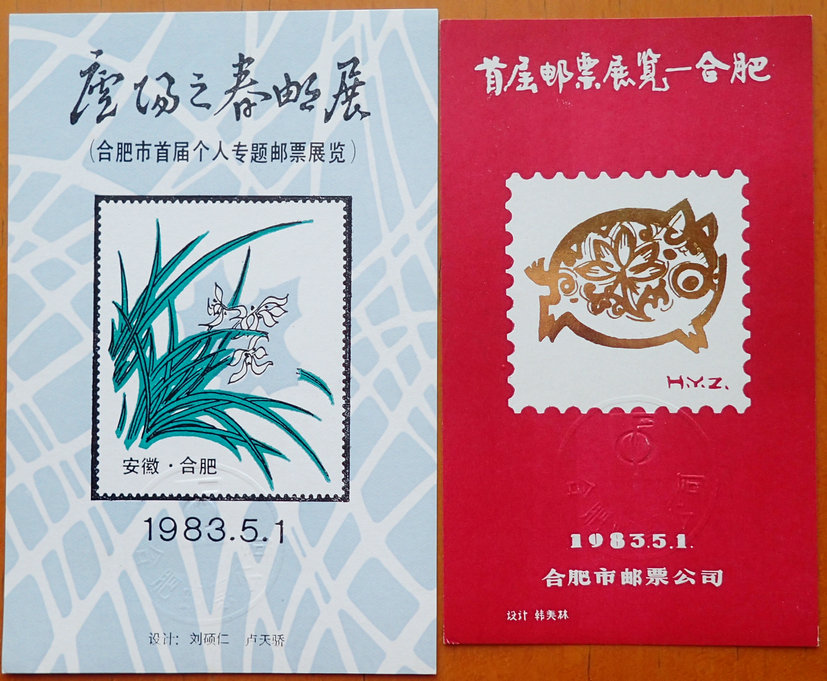 庐阳之春邮展
(合肥市首届个人专题邮票展览)
安徽·合肥
1983.5.1
设计: 刘硕仁 卢天骄
首届邮票展览—合肥
H.Y.N.
1983.5.1.
合肥市邮票公司
设计 韩美林